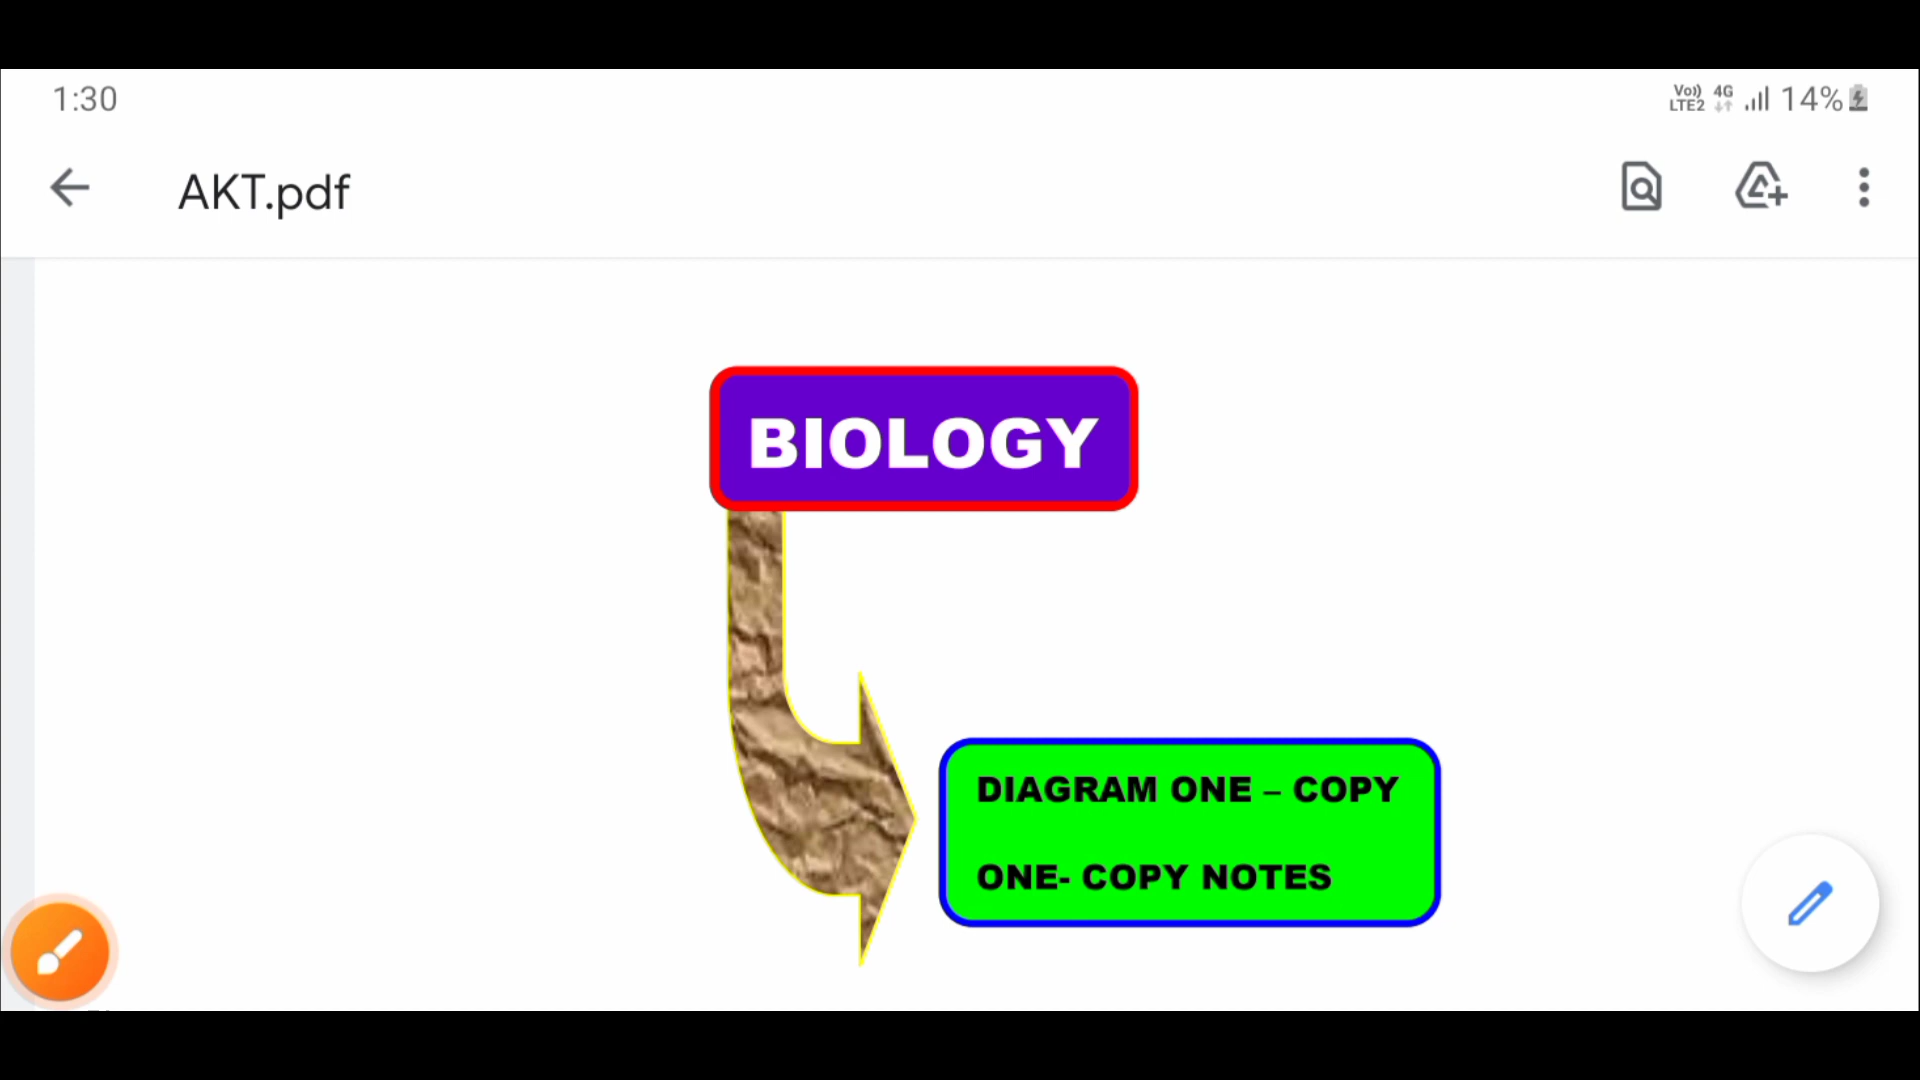 1:30
Vo)) 4G
LTE2
14%
AKT.pdf
BIOLOGY
DIAGRAM ONE – COPY
ONE- COPY NOTES